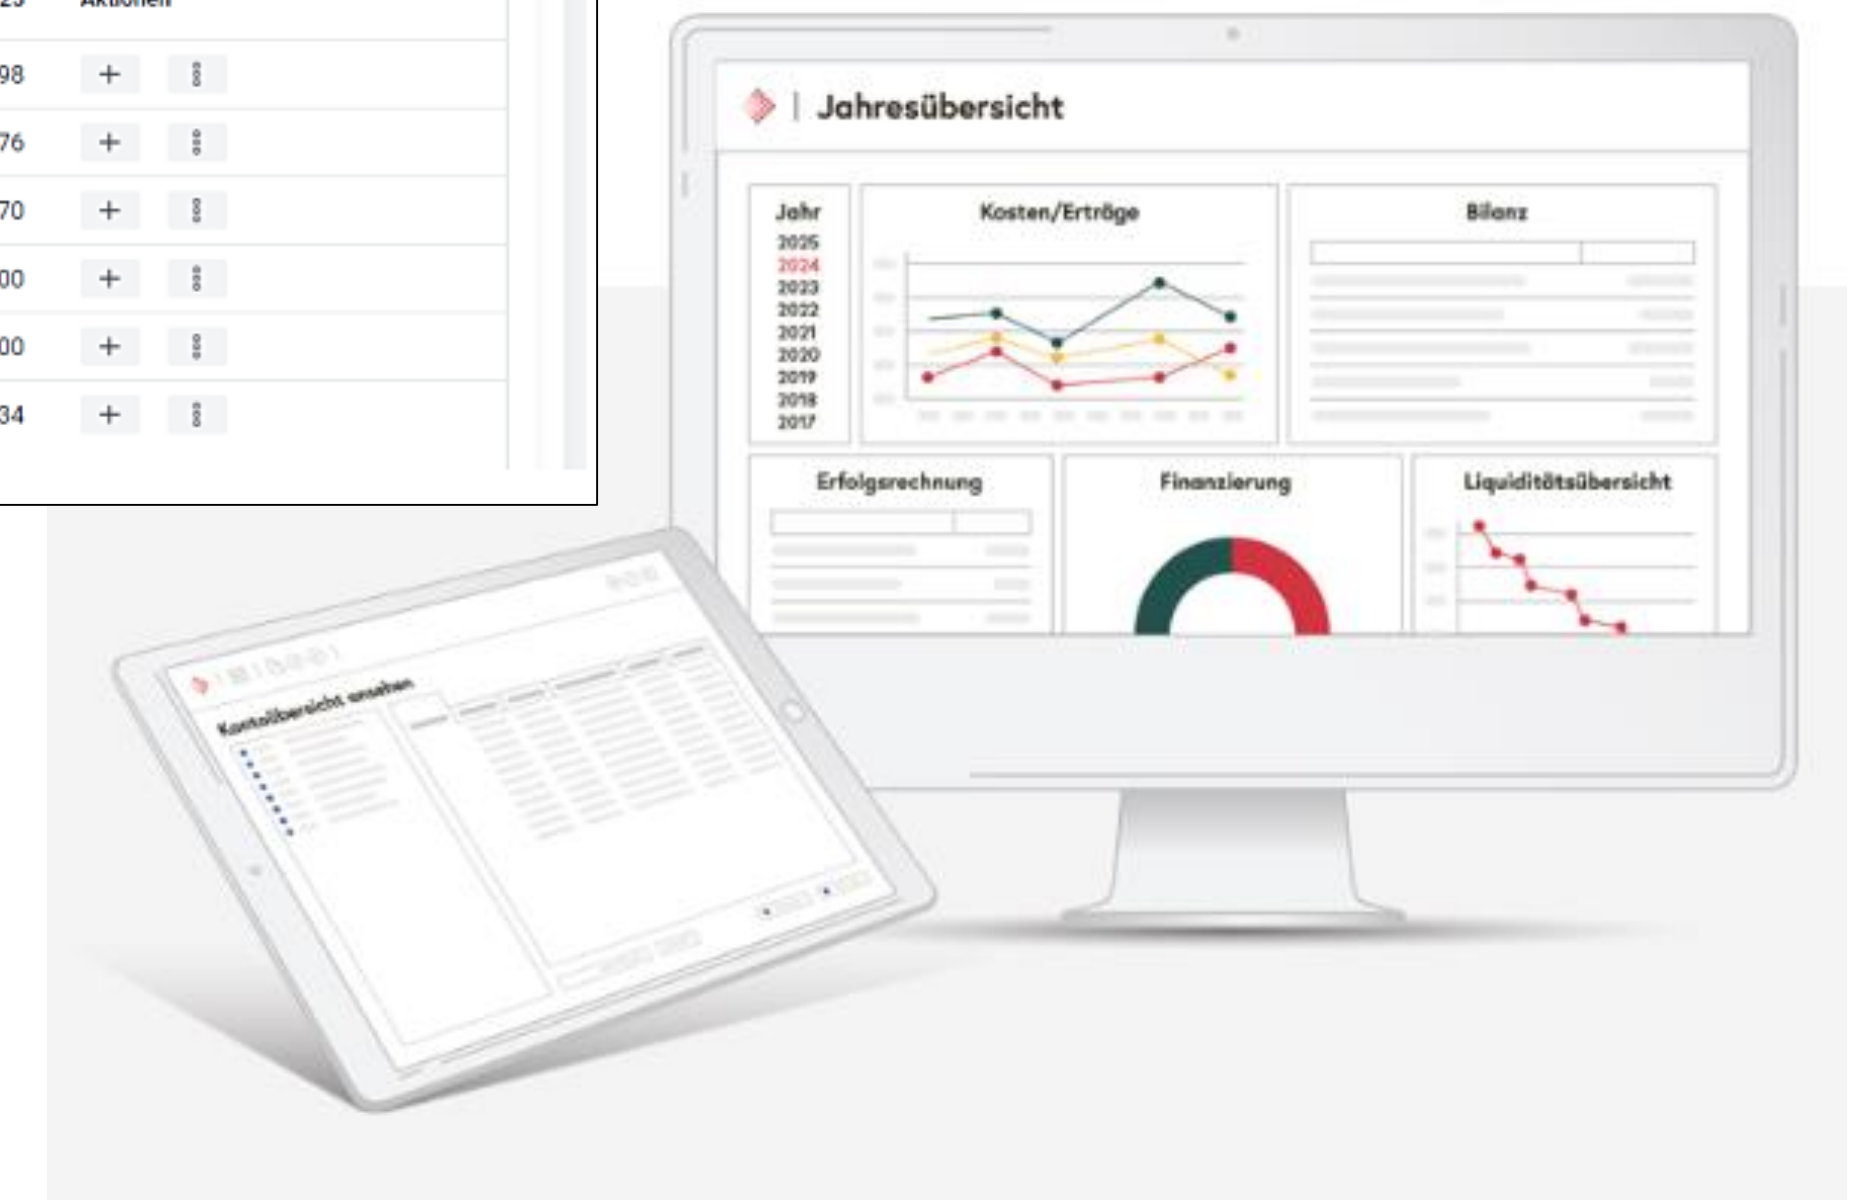 Aktionen
98
76
70
00
00
34
Jahresübersicht
Jahr
2025
2024
2023
2022
2021
2020
2019
2018
2017
Kosten/Erträge
Bilanz
Erfolgsrechnung
Finanzierung
Liquiditätsübersicht
Kontoübersicht ansehen